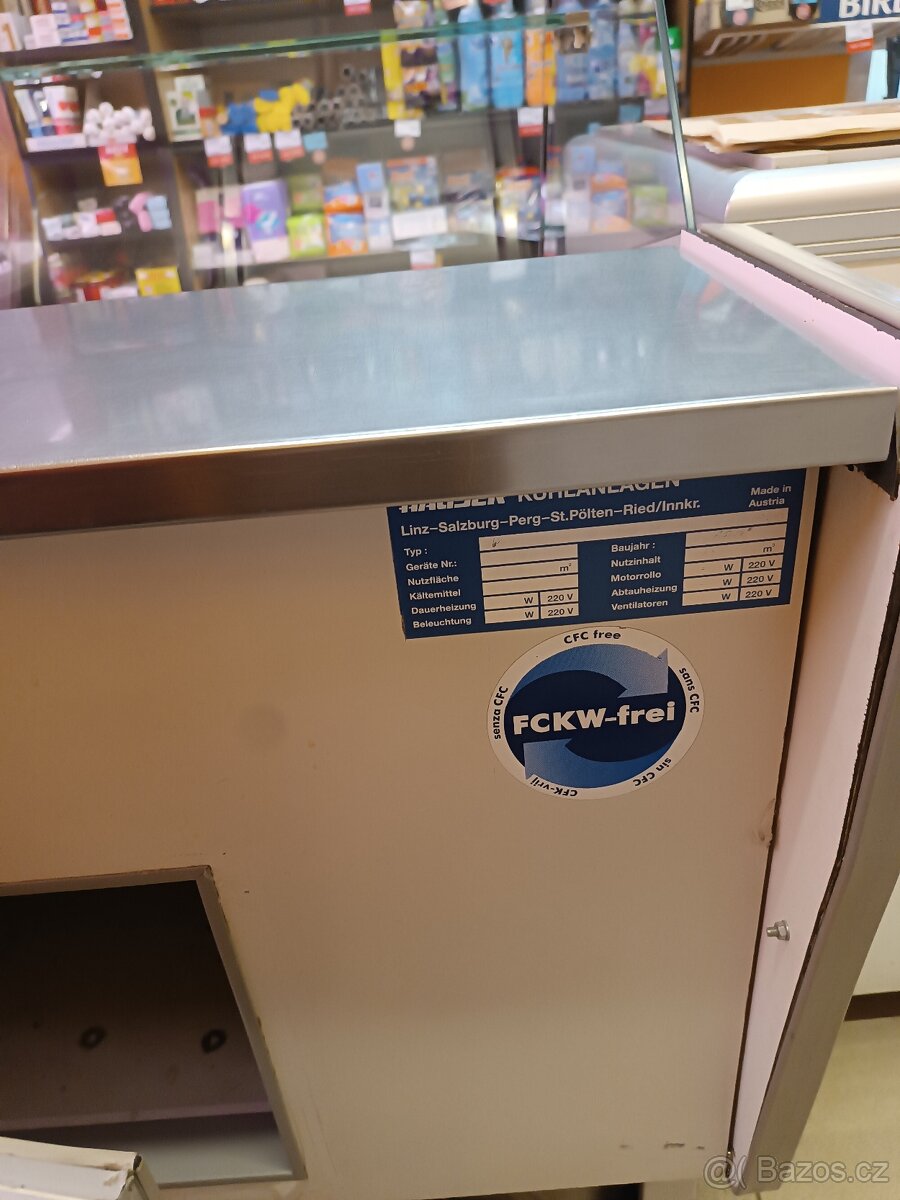 BIRE
HAUSER KÜHLANLAGEN
Made in
Austria
Linz–Salzburg–Perg–St.Pölten–Ried/Innkr.
Typ :
Geräte Nr.:
Nutzfläche m²
Kältemittel
Dauerheizung W 220 V
Beleuchtung W 220 V
Baujahr :
Nutzinhalt m³
Motorrollo W 220 V
Abtauheizung W 220 V
Ventilatoren W 220 V
CFC free
sans CFC
sin CFC
CFK-vrij
senza CFC
FCKW-frei
Bazos.cz